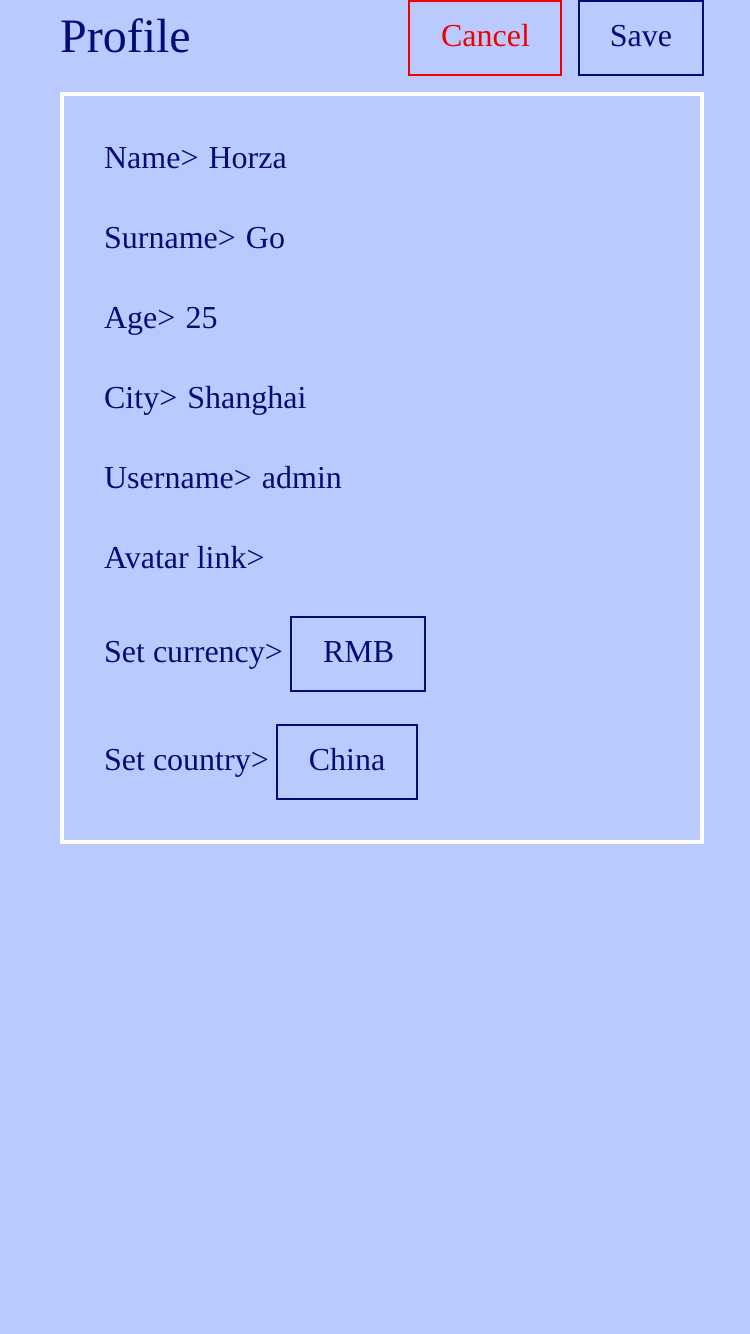 Profile Cancel Save
Name> Horza
Surname> Go
Age> 25
City> Shanghai
Username> admin
Avatar link>
Set currency> RMB
Set country> China